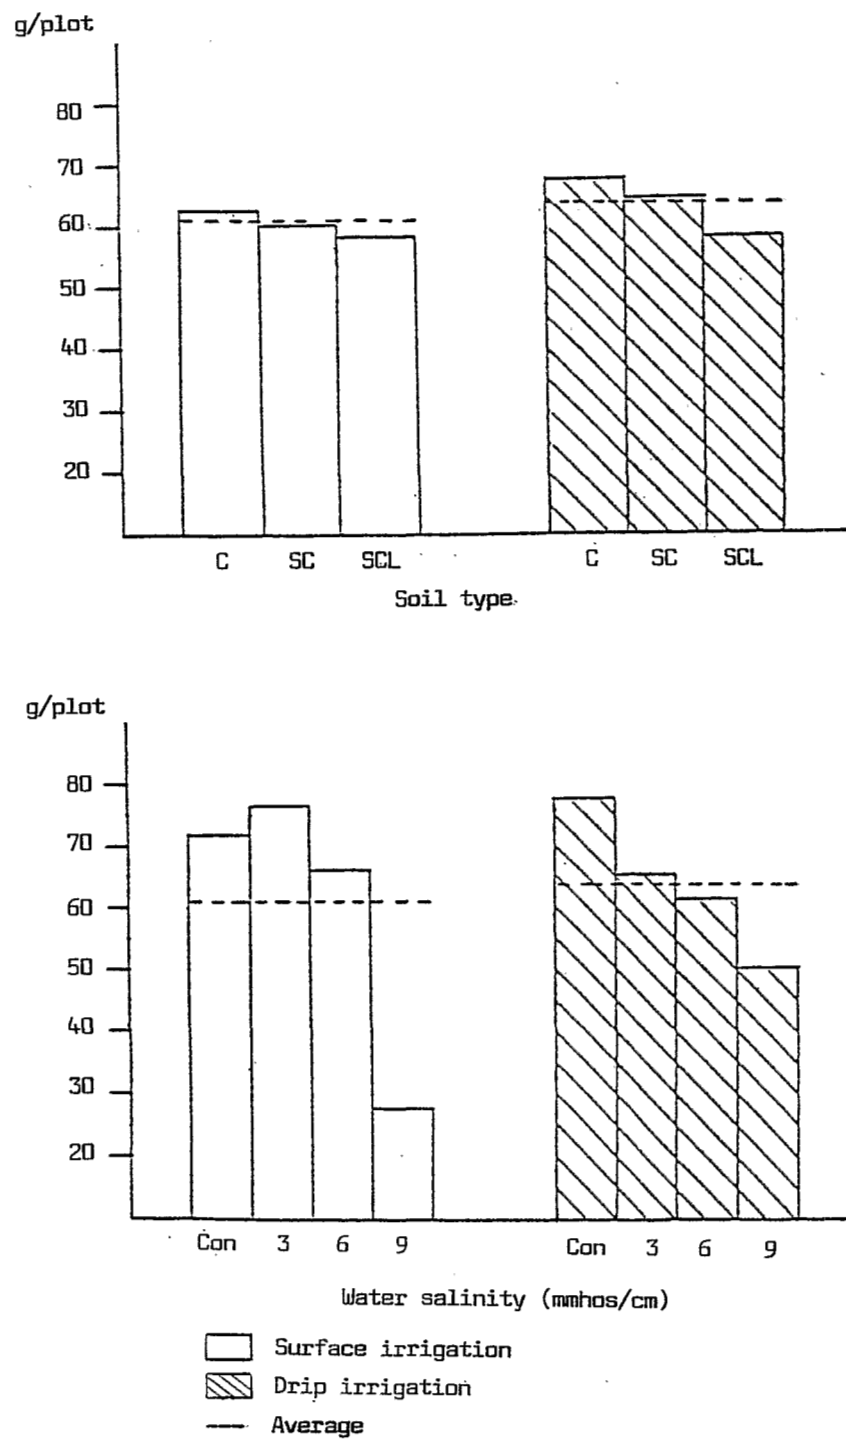 g/plot
80
70
60
50
40
30
20
C SC SCL C SC SCL
Soil type
g/plot
80
70
60
50
40
30
20
Con 3 6 9 Con 3 6 9
Water salinity (mmhos/cm)
Surface irrigation
Drip irrigation
Average